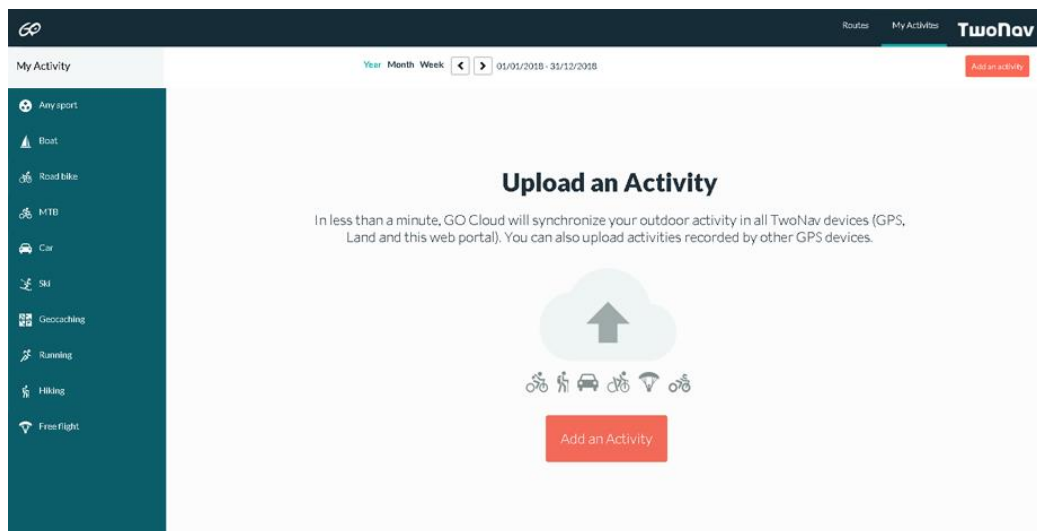 GO
Routes My Activites TwoNav
My Activity
Year Month Week 01/01/2018 - 31/12/2018
Add an activity
Any sport
Boat
Road bike
MTB
Car
Ski
Geocaching
Running
Hiking
Free flight
Upload an Activity
In less than a minute, GO Cloud will synchronize your outdoor activity in all TwoNav devices (GPS,
Land and this web portal). You can also upload activities recorded by other GPS devices.
Add an Activity